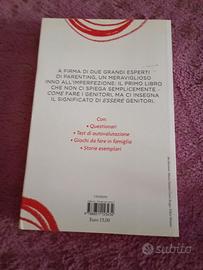 A FIRMA DI DUE GRANDI ESPERTI
DI PARENTING, UN MERAVIGLIOSO
INNO ALL'IMPERFEZIONE: IL PRIMO LIBRO
CHE NON CI SPIEGA SEMPLICEMENTE
COME FARE I GENITORI, MA CI INSEGNA
IL SIGNIFICATO DI ESSERE GENITORI.
Con:
• Questionari
• Test di autovalutazione
• Giochi da fare in famiglia
• Storie esemplari
Euro 15,00
subito